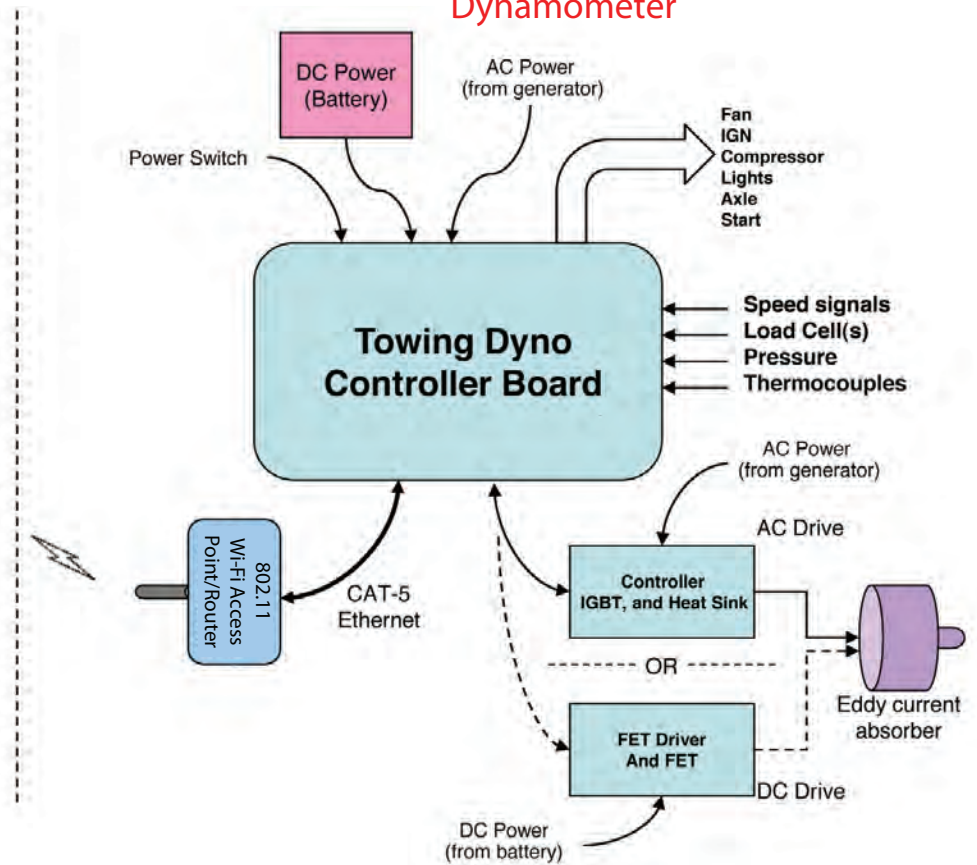 Dynamometer
DC Power
(Battery)
AC Power
(from generator)
Power Switch
Fan
IGN
Compressor
Lights
Axle
Start
Towing Dyno
Controller Board
Speed signals
Load Cell(s)
Pressure
Thermocouples
AC Power
(from generator)
AC Drive
802.11
Wi-Fi Access
Point/Router
CAT-5
Ethernet
Controller
IGBT, and Heat Sink
OR
Eddy current
absorber
FET Driver
And FET
DC Drive
DC Power
(from battery)